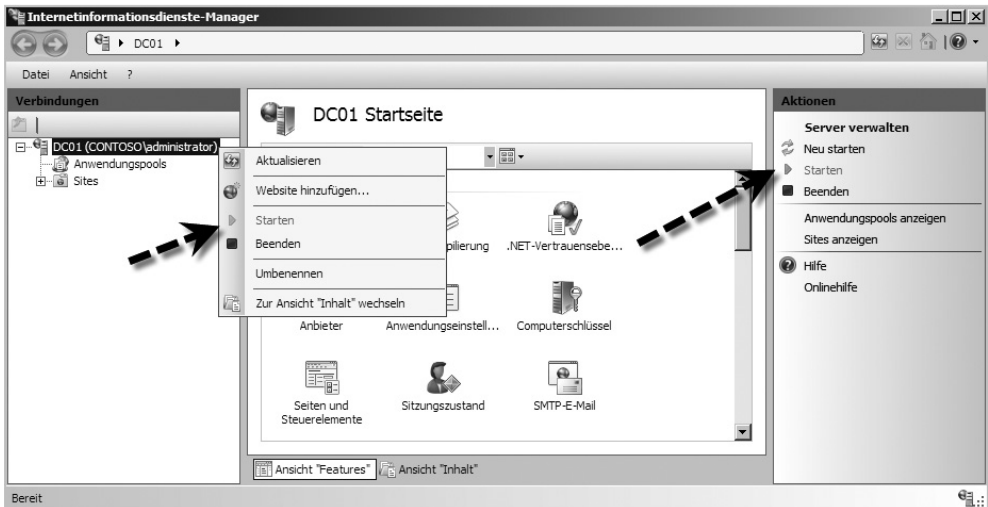 Internetinformationsdienste-Manager
DC01
Datei Ansicht ?
Verbindungen
DC01 (CONTOSO\administrator)
Anwendungspools
Sites
Aktualisieren
Website hinzufügen...
Starten
Beenden
Umbenennen
Zur Ansicht "Inhalt" wechseln
DC01 Startseite
.NET-Vertrauensebe...
Anbieter
Anwendungseinstell...
Computerschlüssel
Seiten und
Steuerelemente
Sitzungszustand
SMTP-E-Mail
Ansicht "Features"
Ansicht "Inhalt"
Aktionen
Server verwalten
Neu starten
Starten
Beenden
Anwendungspools anzeigen
Sites anzeigen
Hilfe
Onlinehilfe
Bereit